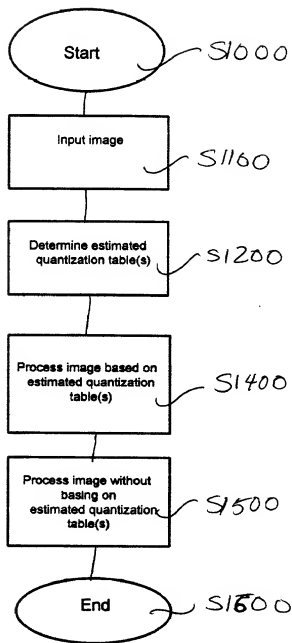 Start
S1000
Input image
S1100
Determine estimated
quantization table(s)
S1200
Process image based on
estimated quantization
table(s)
S1400
Process image without
basing on
estimated quantization
table(s)
S1500
End
S1600